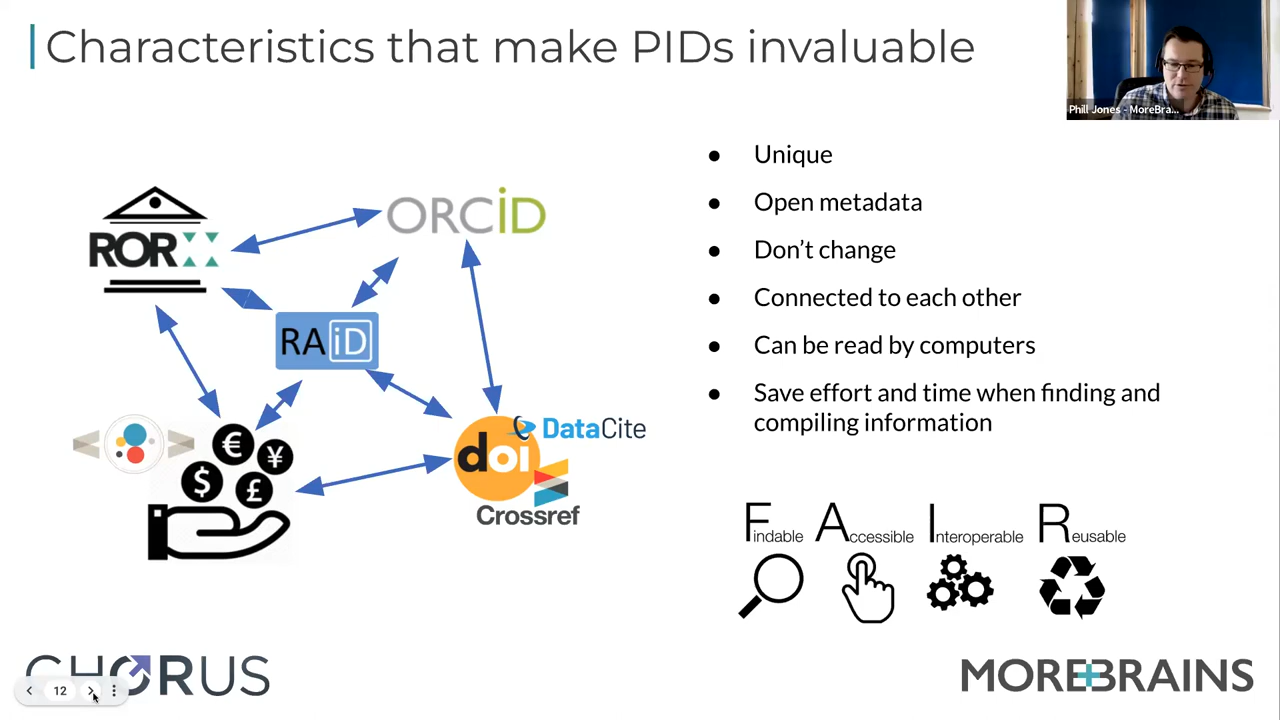 Characteristics that make PIDs invaluable
Phill Jones - MoreBra...
ROR
ORCiD
RAiD
€
¥
$
£
doi
DataCite
Crossref
● Unique
● Open metadata
● Don’t change
● Connected to each other
● Can be read by computers
● Save effort and time when finding and
compiling information
Findable Accessible Interoperable Reusable
CHORUS
12
MOREBRAINS